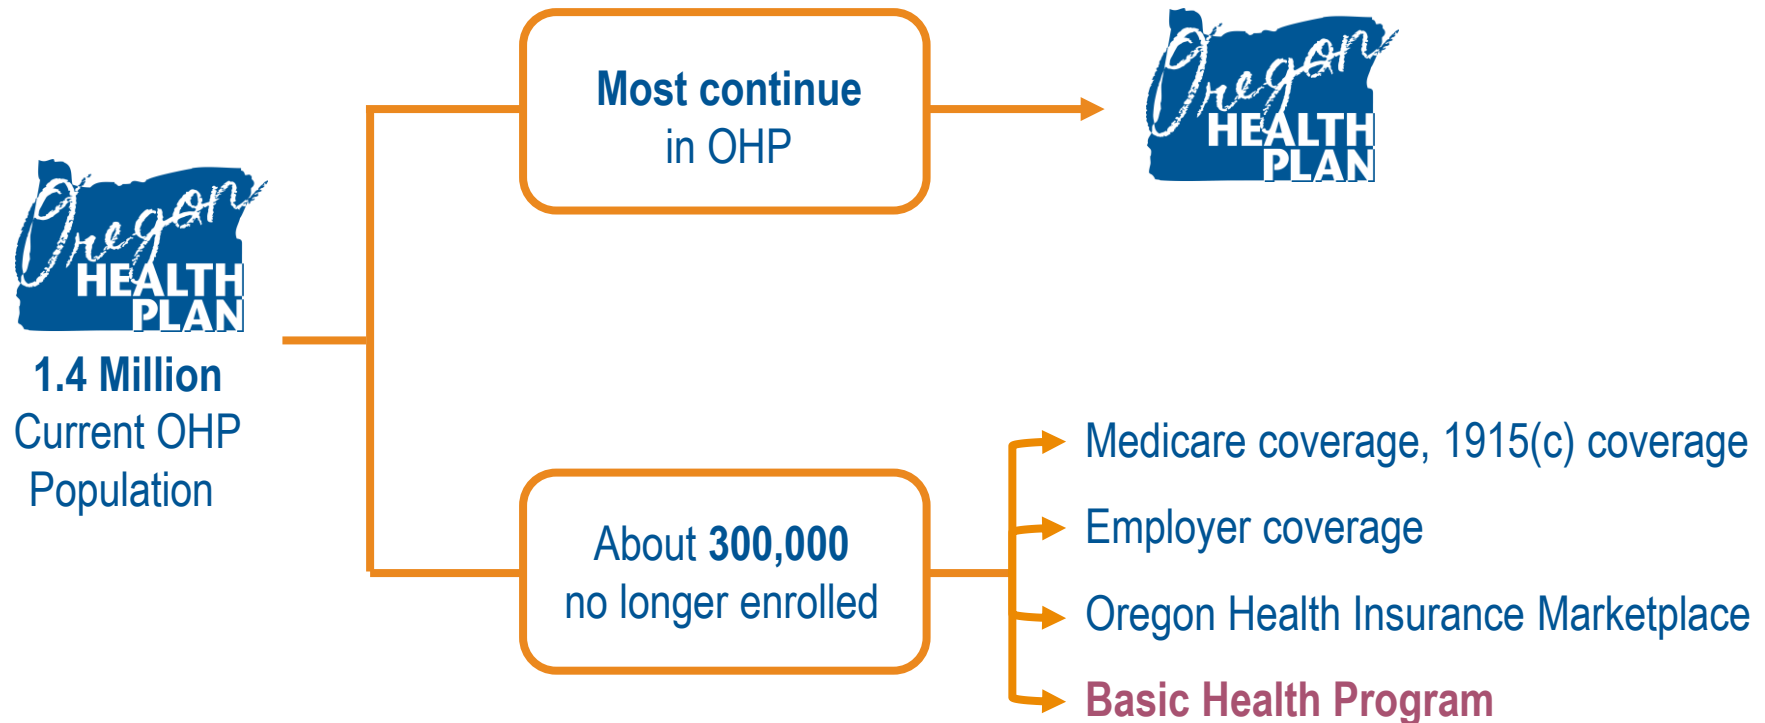 Oregon
HEALTH
PLAN
1.4 Million
Current OHP
Population
Most continue
in OHP
Oregon
HEALTH
PLAN
About 300,000
no longer enrolled
Medicare coverage, 1915(c) coverage
Employer coverage
Oregon Health Insurance Marketplace
Basic Health Program